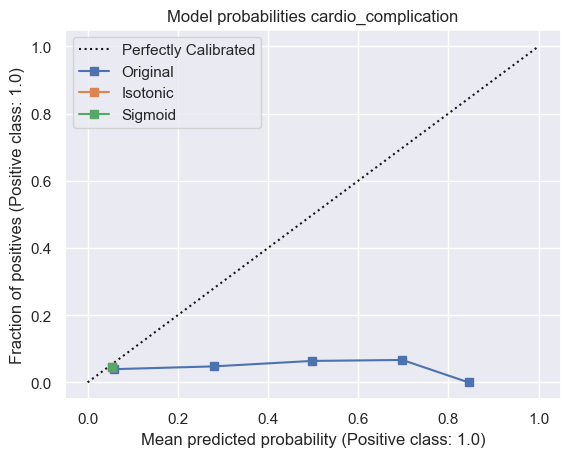 Model probabilities cardio_complication
Perfectly Calibrated
Original
Isotonic
Sigmoid
Fraction of positives (Positive class: 1.0)
1.0
0.8
0.6
0.4
0.2
0.0
0.0 0.2 0.4 0.6 0.8 1.0
Mean predicted probability (Positive class: 1.0)